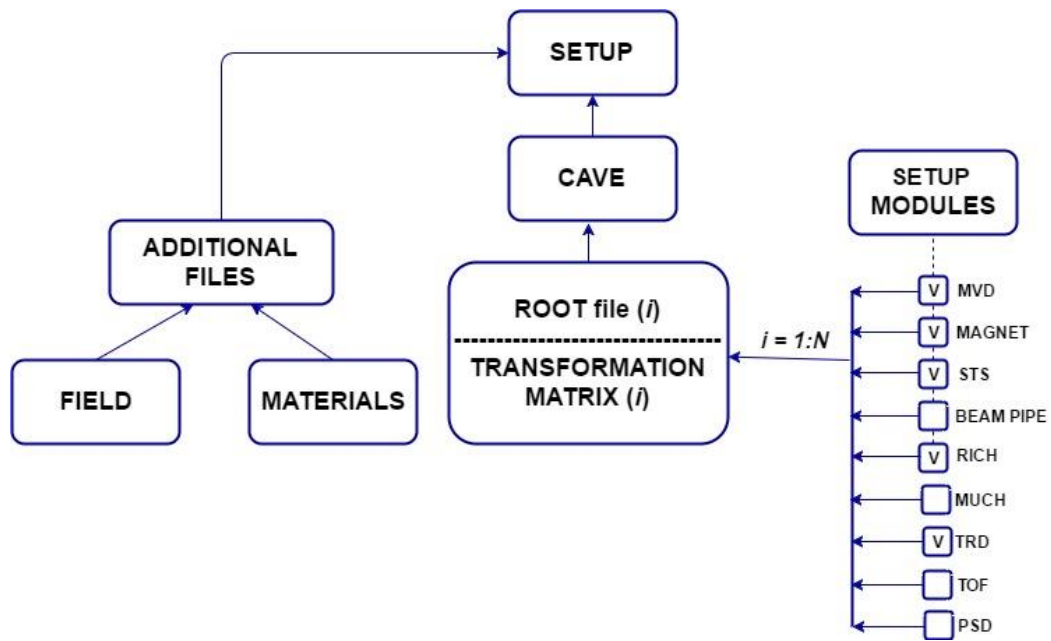 SETUP
CAVE
SETUP
MODULES
ADDITIONAL
FILES
ROOT file (i)
TRANSFORMATION
MATRIX (i)
i = 1:N
FIELD
MATERIALS
V MVD
V MAGNET
V STS
BEAM PIPE
V RICH
MUCH
V TRD
TOF
PSD